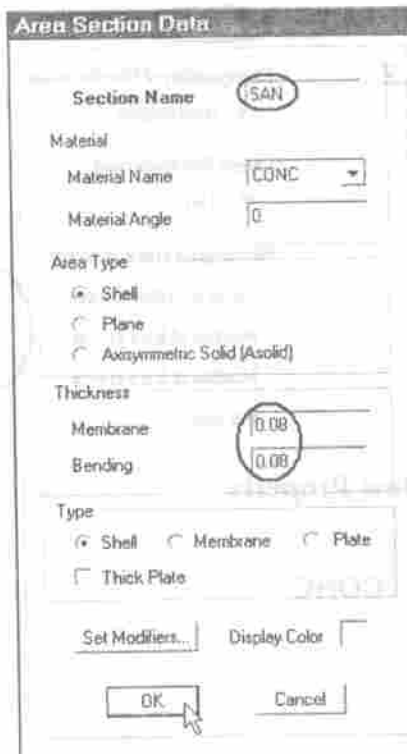 Area Section Data
Section Name SAN
Material
Material Name CONC
Material Angle 0.
Area Type
Shell
Plane
Axisymmetric Solid (Asolid)
Thickness
Membrane 0.08
Bending 0.08
Type
Shell Membrane Plate
Thick Plate
Set Modifiers... Display Color
OK Cancel